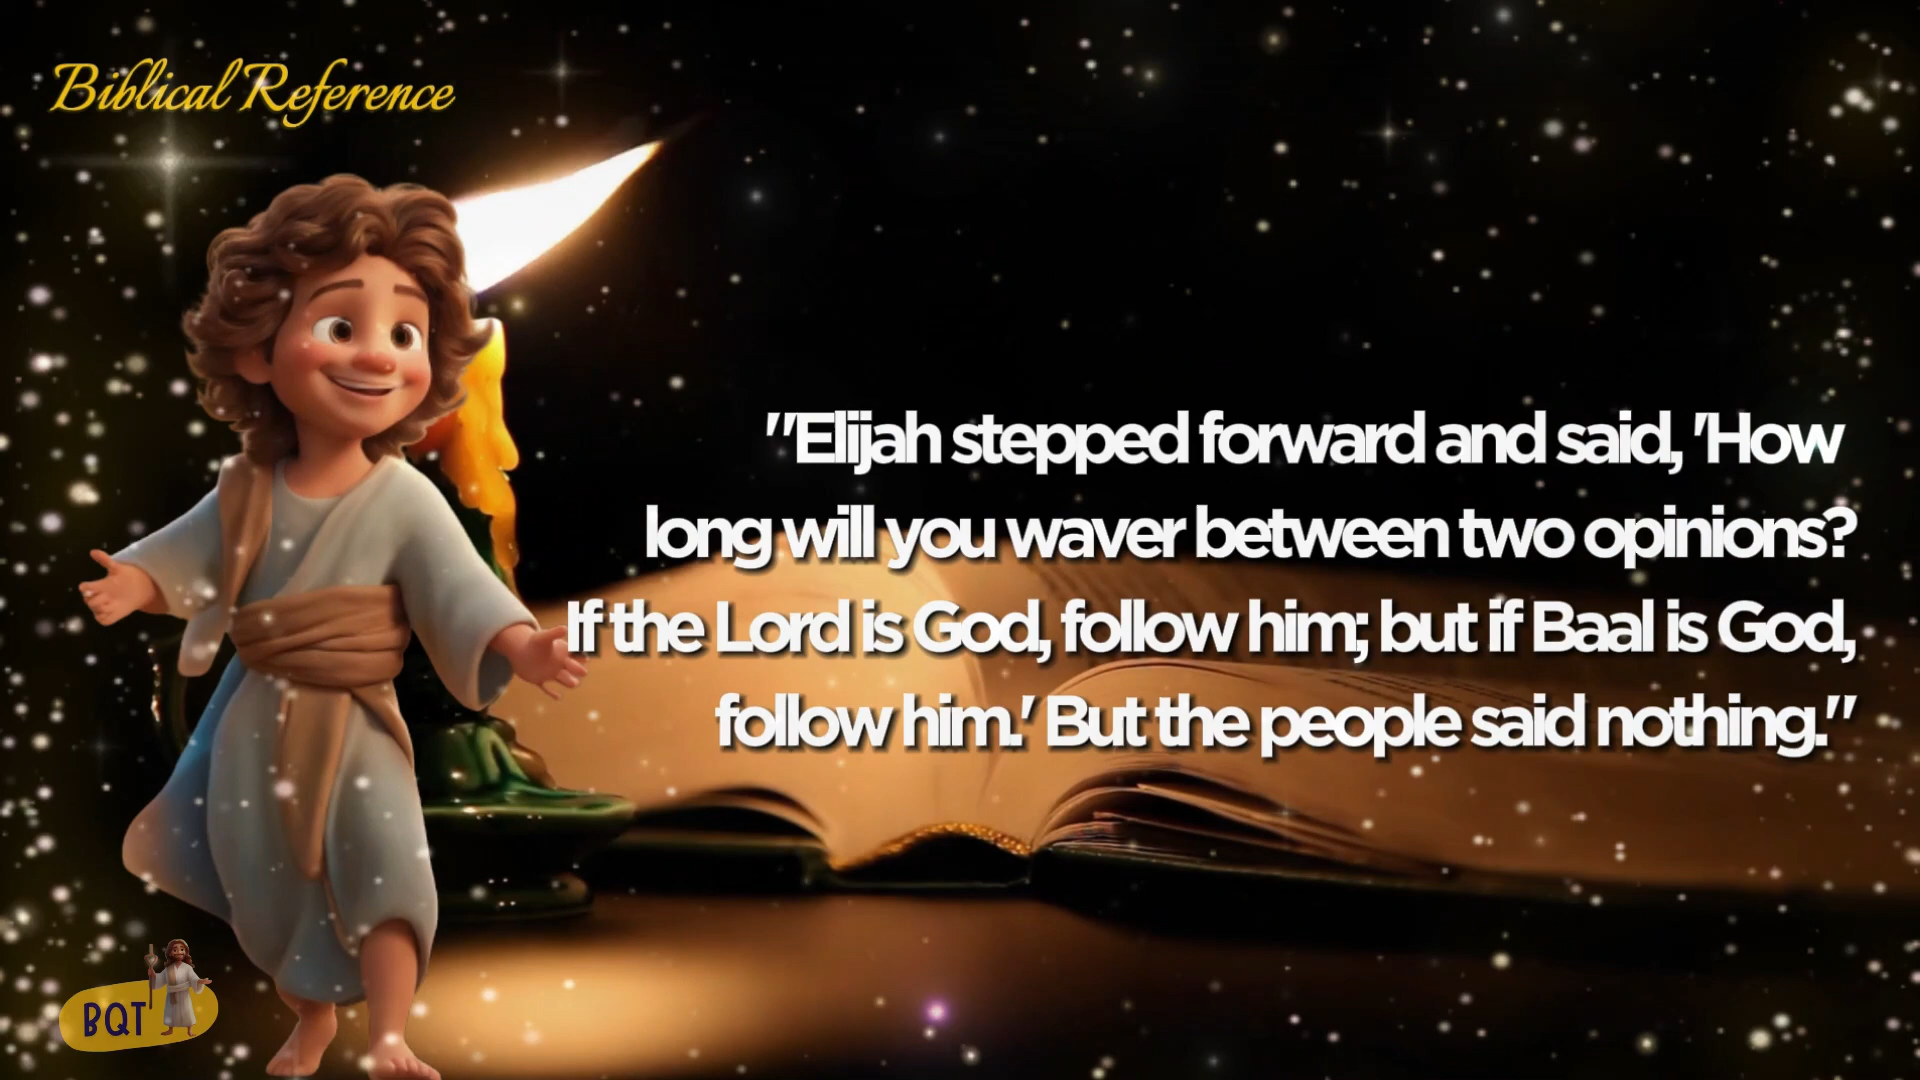 Biblical Reference
"Elijah stepped forward and said, 'How
long will you waver between two opinions?
If the Lord is God, follow him; but if Baal is God,
follow him.' But the people said nothing."
BQT